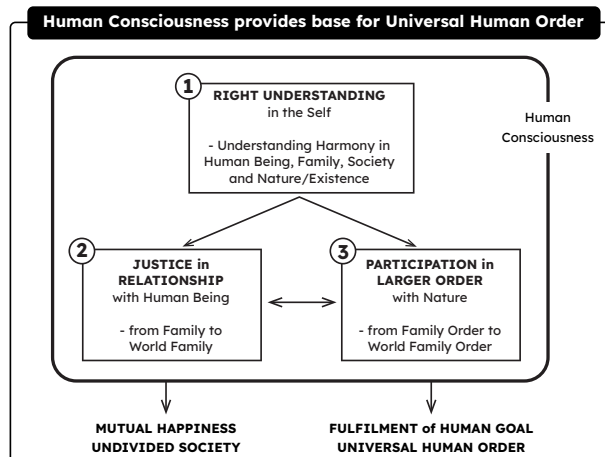 Human Consciousness provides base for Universal Human Order
1
RIGHT UNDERSTANDING
in the Self
- Understanding Harmony in
Human Being, Family, Society
and Nature/Existence
Human
Consciousness
2
JUSTICE in
RELATIONSHIP
with Human Being
- from Family to
World Family
3
PARTICIPATION in
LARGER ORDER
with Nature
- from Family Order to
World Family Order
MUTUAL HAPPINESS
UNDIVIDED SOCIETY
FULFILMENT of HUMAN GOAL
UNIVERSAL HUMAN ORDER